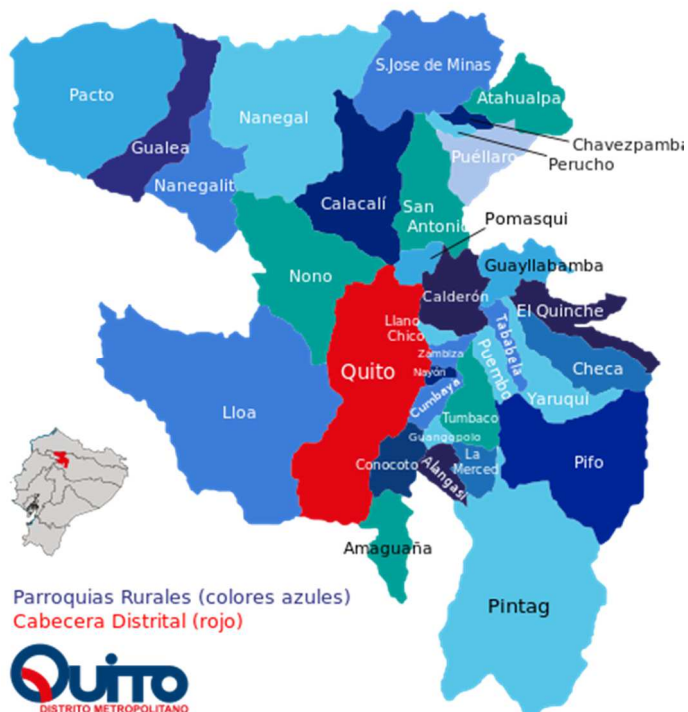 S.Jose de Minas
Pacto
Atahualpa
Nanegal
Chavezpamba
Gualea
Puéllaro
Perucho
Nanegalit
Calacalí
San
Antonio
Pomasqui
Guayllabamba
Nono
Calderón
El Quinche
Llano
Chico
Tababela
Zambiza
Puembo
Checa
Quito
Nayón
Cumbaya
Yaruqui
Lloa
Tumbaco
Guangopolo
Conocoto
Alangasi
La
Merced
Pifo
Amaguaña
Parroquias Rurales (colores azules)
Cabecera Distrital (rojo)
Pintag
QUITO
DISTRITO METROPOLITANO